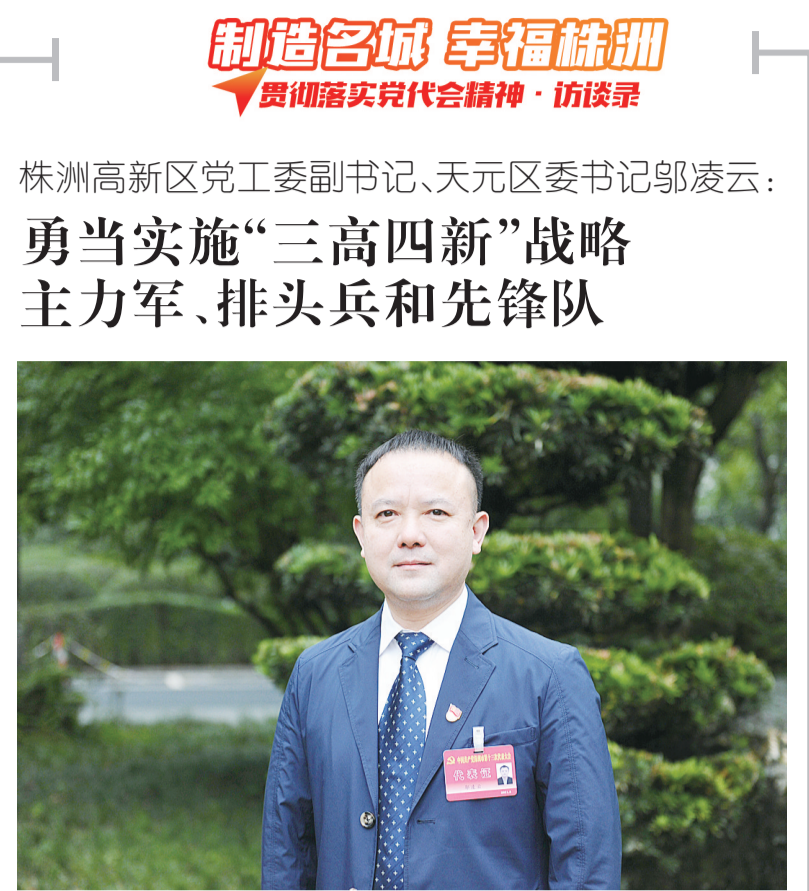 制造名城 幸福株洲
贯彻落实党代会精神·访谈录
株洲高新区党工委副书记、天元区委书记邬凌云：
勇当实施“三高四新”战略
主力军、排头兵和先锋队
代表证